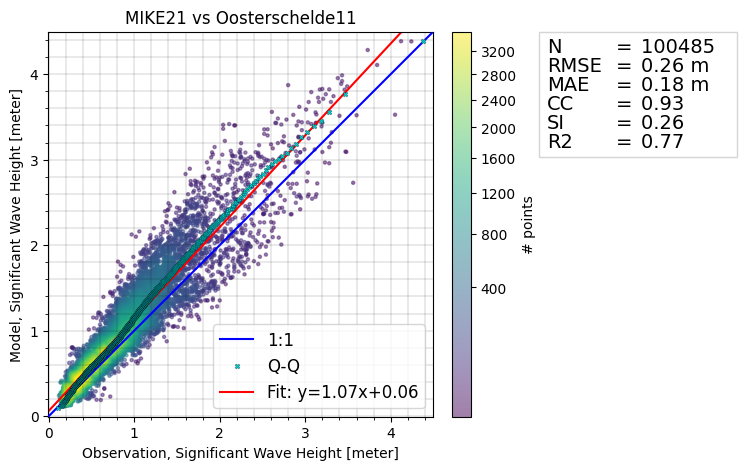 MIKE21 vs Oosterschelde11
Model, Significant Wave Height [meter]
4
3
2
1
0
0 1 2 3 4
Observation, Significant Wave Height [meter]
1:1
Q-Q
Fit: y=1.07x+0.06
3200
2800
2400
2000
1600
1200
800
400
# points
N = 100485
RMSE = 0.26 m
MAE = 0.18 m
CC = 0.93
SI = 0.26
R2 = 0.77